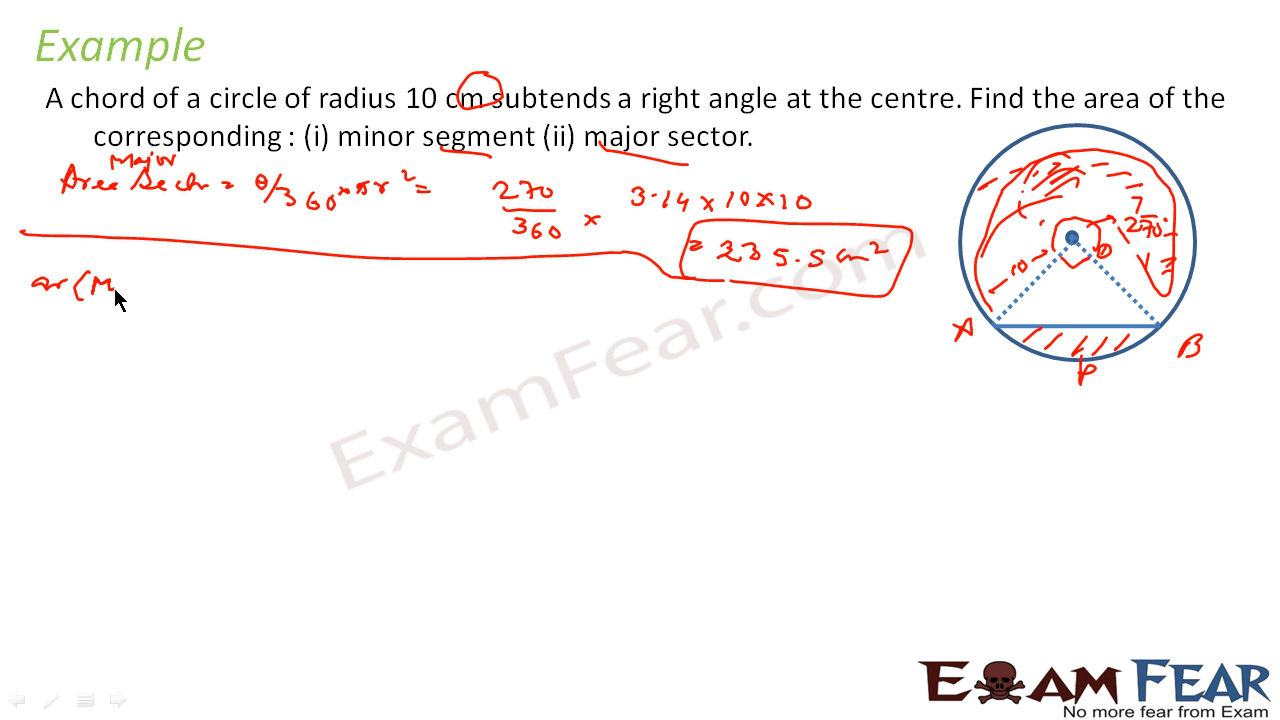 Example
A chord of a circle of radius 10 cm subtends a right angle at the centre. Find the area of the
corresponding : (i) minor segment (ii) major sector.
Major
Area Sector = θ/360 × πr² = 270/360 × 3.14 × 10 × 10
= 235.5 cm²
ar (M
270°
10
A
B
P
ExamFear.com
EXAM FEAR
No more fear from Exam